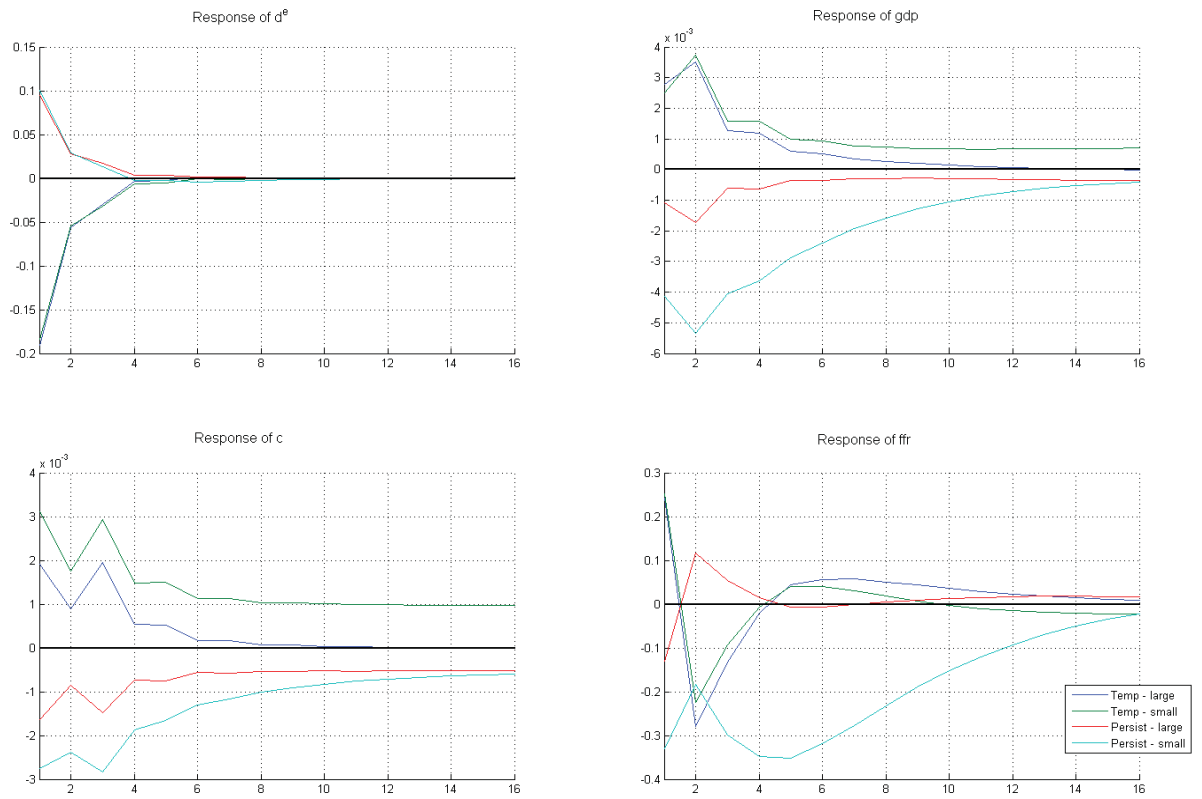 Response of dᵉ
0.15
0.1
0.05
0
-0.05
-0.1
-0.15
-0.2
2 4 6 8 10 12 14 16
Response of gdp
x 10⁻³
4
3
2
1
0
-1
-2
-3
-4
-5
-6
2 4 6 8 10 12 14 16
Response of c
x 10⁻³
4
3
2
1
0
-1
-2
-3
2 4 6 8 10 12 14 16
Response of ffr
0.3
0.2
0.1
0
-0.1
-0.2
-0.3
-0.4
2 4 6 8 10 12 14 16
Temp - large
Temp - small
Persist - large
Persist - small